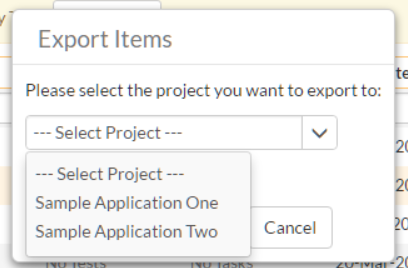 Export Items
Please select the project you want to export to:
--- Select Project ---
--- Select Project ---
Sample Application One
Sample Application Two
Cancel
No Tests No Tasks